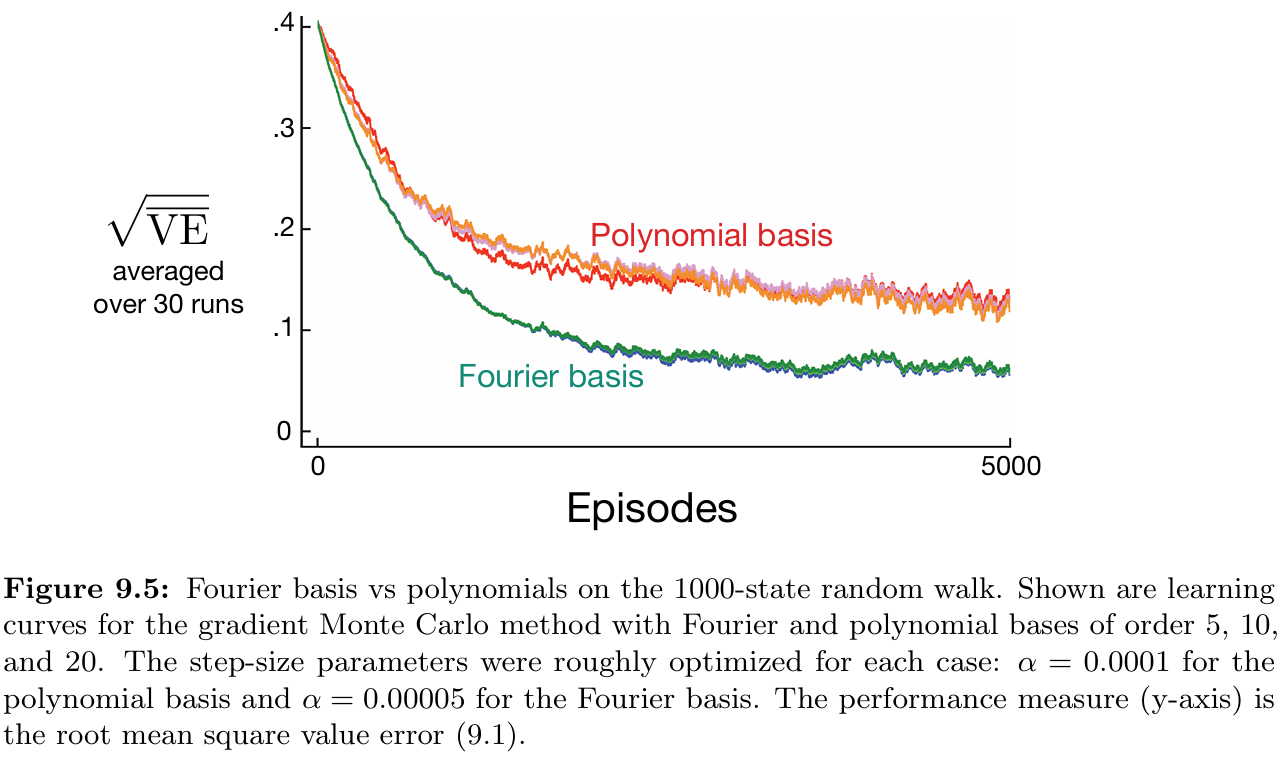 .4
.3
.2
.1
0
√VE
averaged
over 30 runs
Polynomial basis
Fourier basis
0
5000
Episodes
Figure 9.5: Fourier basis vs polynomials on the 1000-state random walk. Shown are learning
curves for the gradient Monte Carlo method with Fourier and polynomial bases of order 5, 10,
and 20. The step-size parameters were roughly optimized for each case: α = 0.0001 for the
polynomial basis and α = 0.00005 for the Fourier basis. The performance measure (y-axis) is
the root mean square value error (9.1).